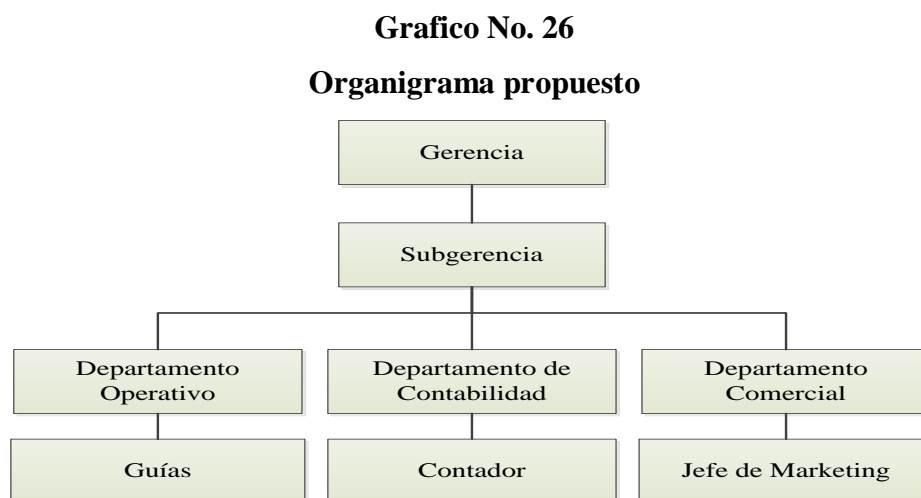 Grafico No. 26
Organigrama propuesto
Gerencia
Subgerencia
Departamento
Operativo
Departamento de
Contabilidad
Departamento
Comercial
Guías
Contador
Jefe de Marketing